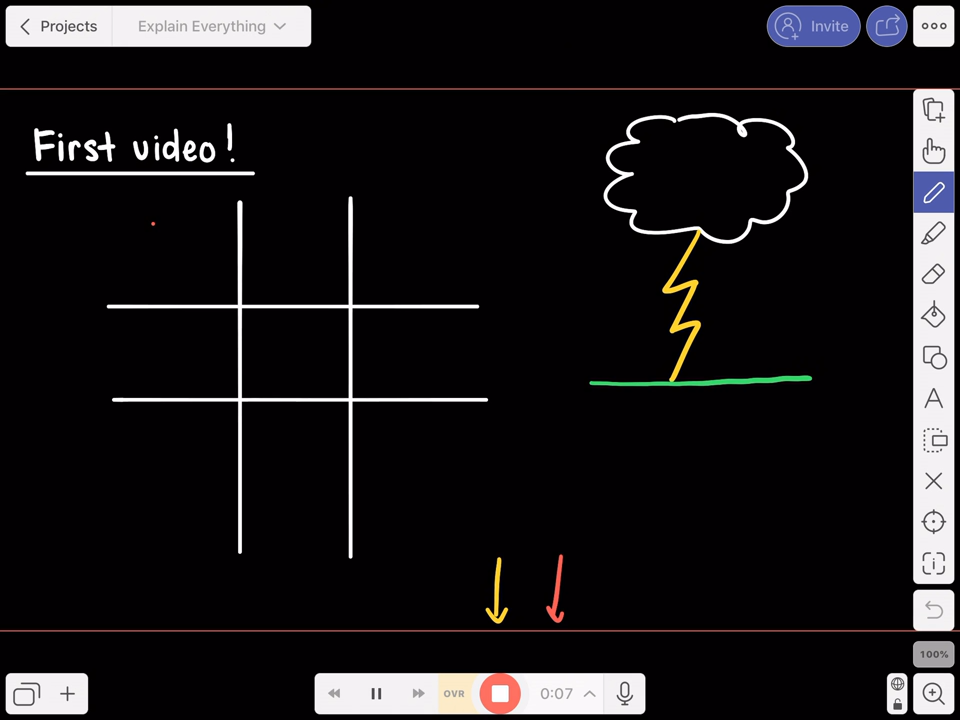 Projects
Explain Everything
Invite
First video!
A
100%
OVR
0:07